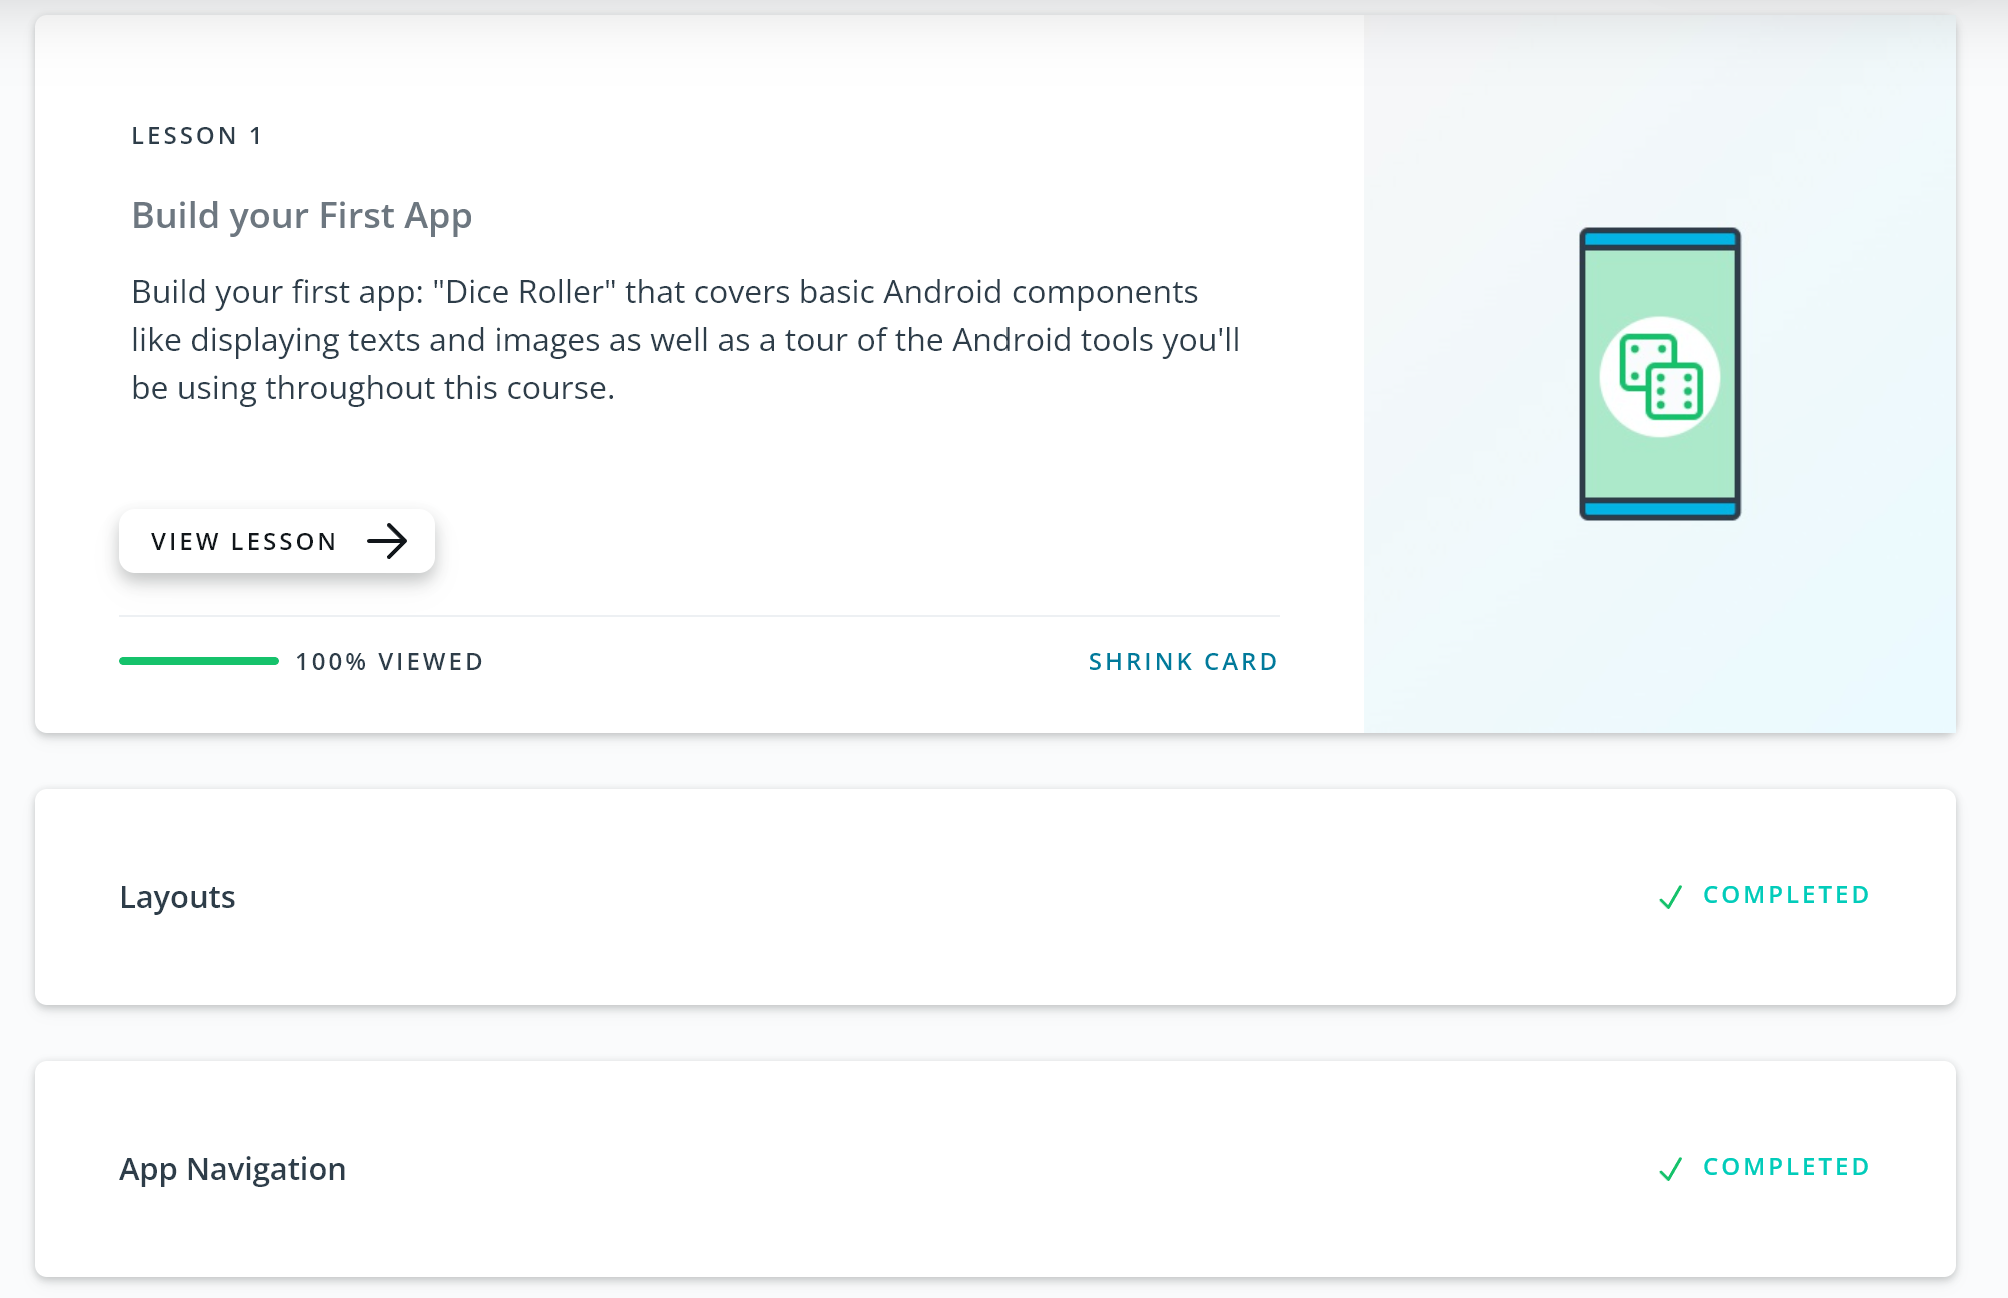 LESSON 1
Build your First App
Build your first app: "Dice Roller" that covers basic Android components
like displaying texts and images as well as a tour of the Android tools you'll
be using throughout this course.
VIEW LESSON
100% VIEWED
SHRINK CARD
Layouts
COMPLETED
App Navigation
COMPLETED